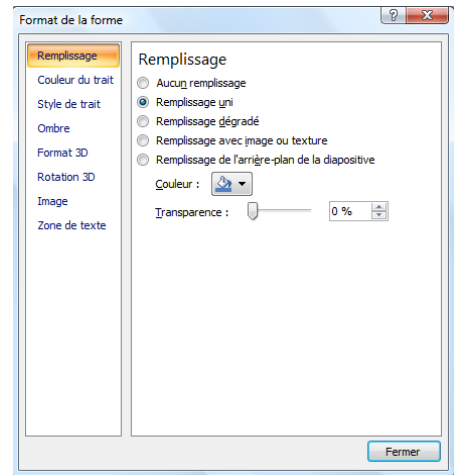 Format de la forme
Remplissage
Couleur du trait
Style de trait
Ombre
Format 3D
Rotation 3D
Image
Zone de texte
Remplissage
Aucun remplissage
Remplissage uni
Remplissage dégradé
Remplissage avec image ou texture
Remplissage de l'arrière-plan de la diapositive
Couleur :
Transparence :
0 %
Fermer